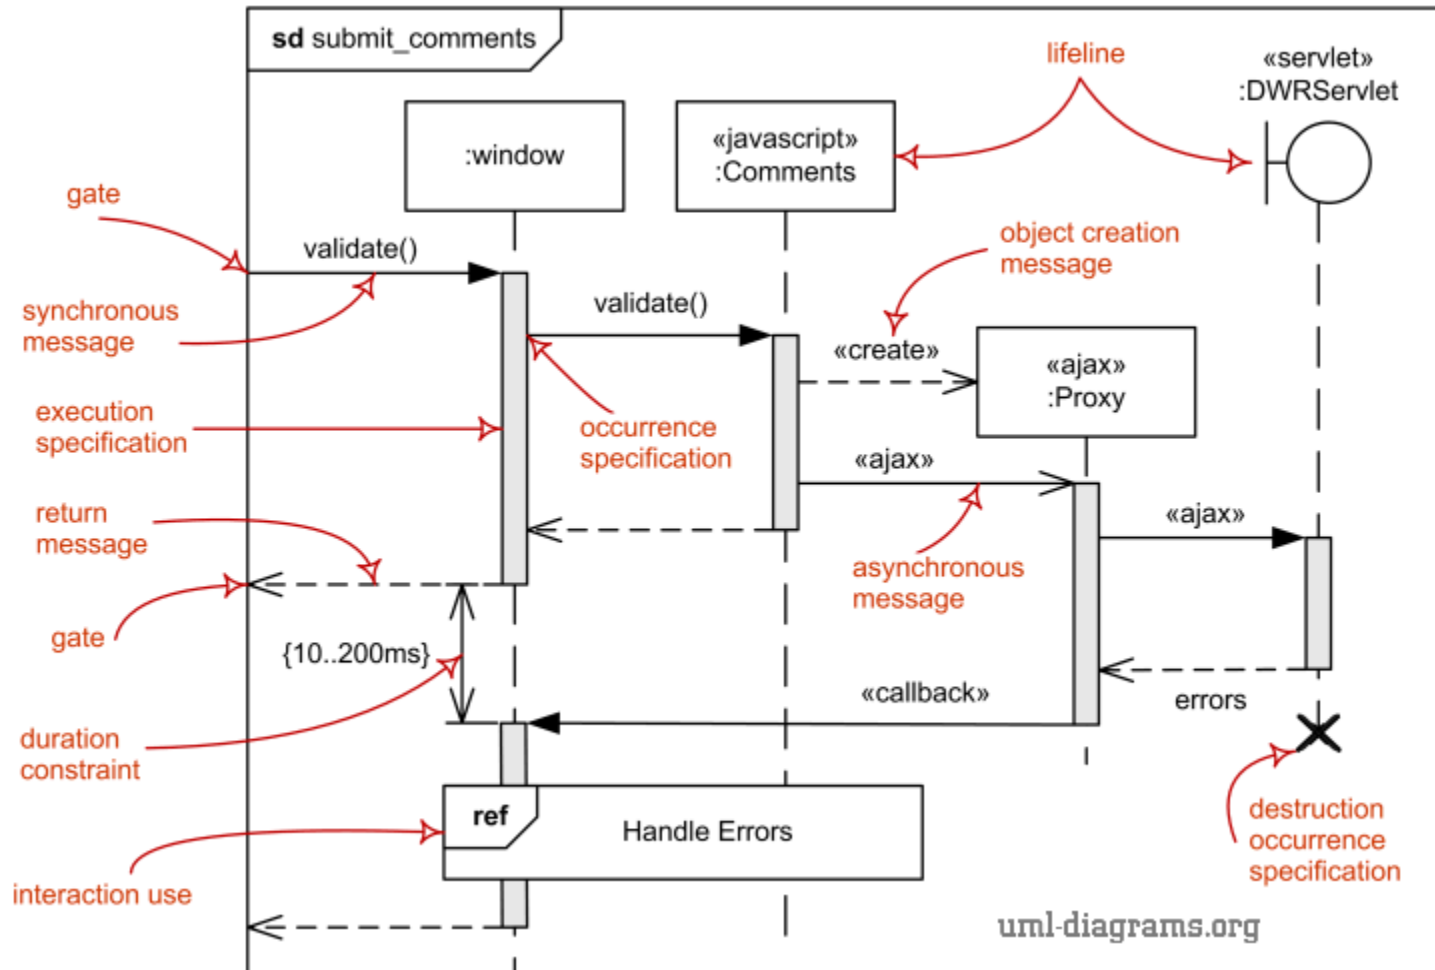 sd submit_comments
lifeline
«servlet»
:DWRServlet
:window
«javascript»
:Comments
gate
validate()
object creation
message
synchronous
message
validate()
«create»
«ajax»
:Proxy
execution
specification
occurrence
specification
«ajax»
return
message
«ajax»
asynchronous
message
gate
{10..200ms}
«callback»
errors
duration
constraint
ref
Handle Errors
destruction
occurrence
specification
interaction use
uml-diagrams.org